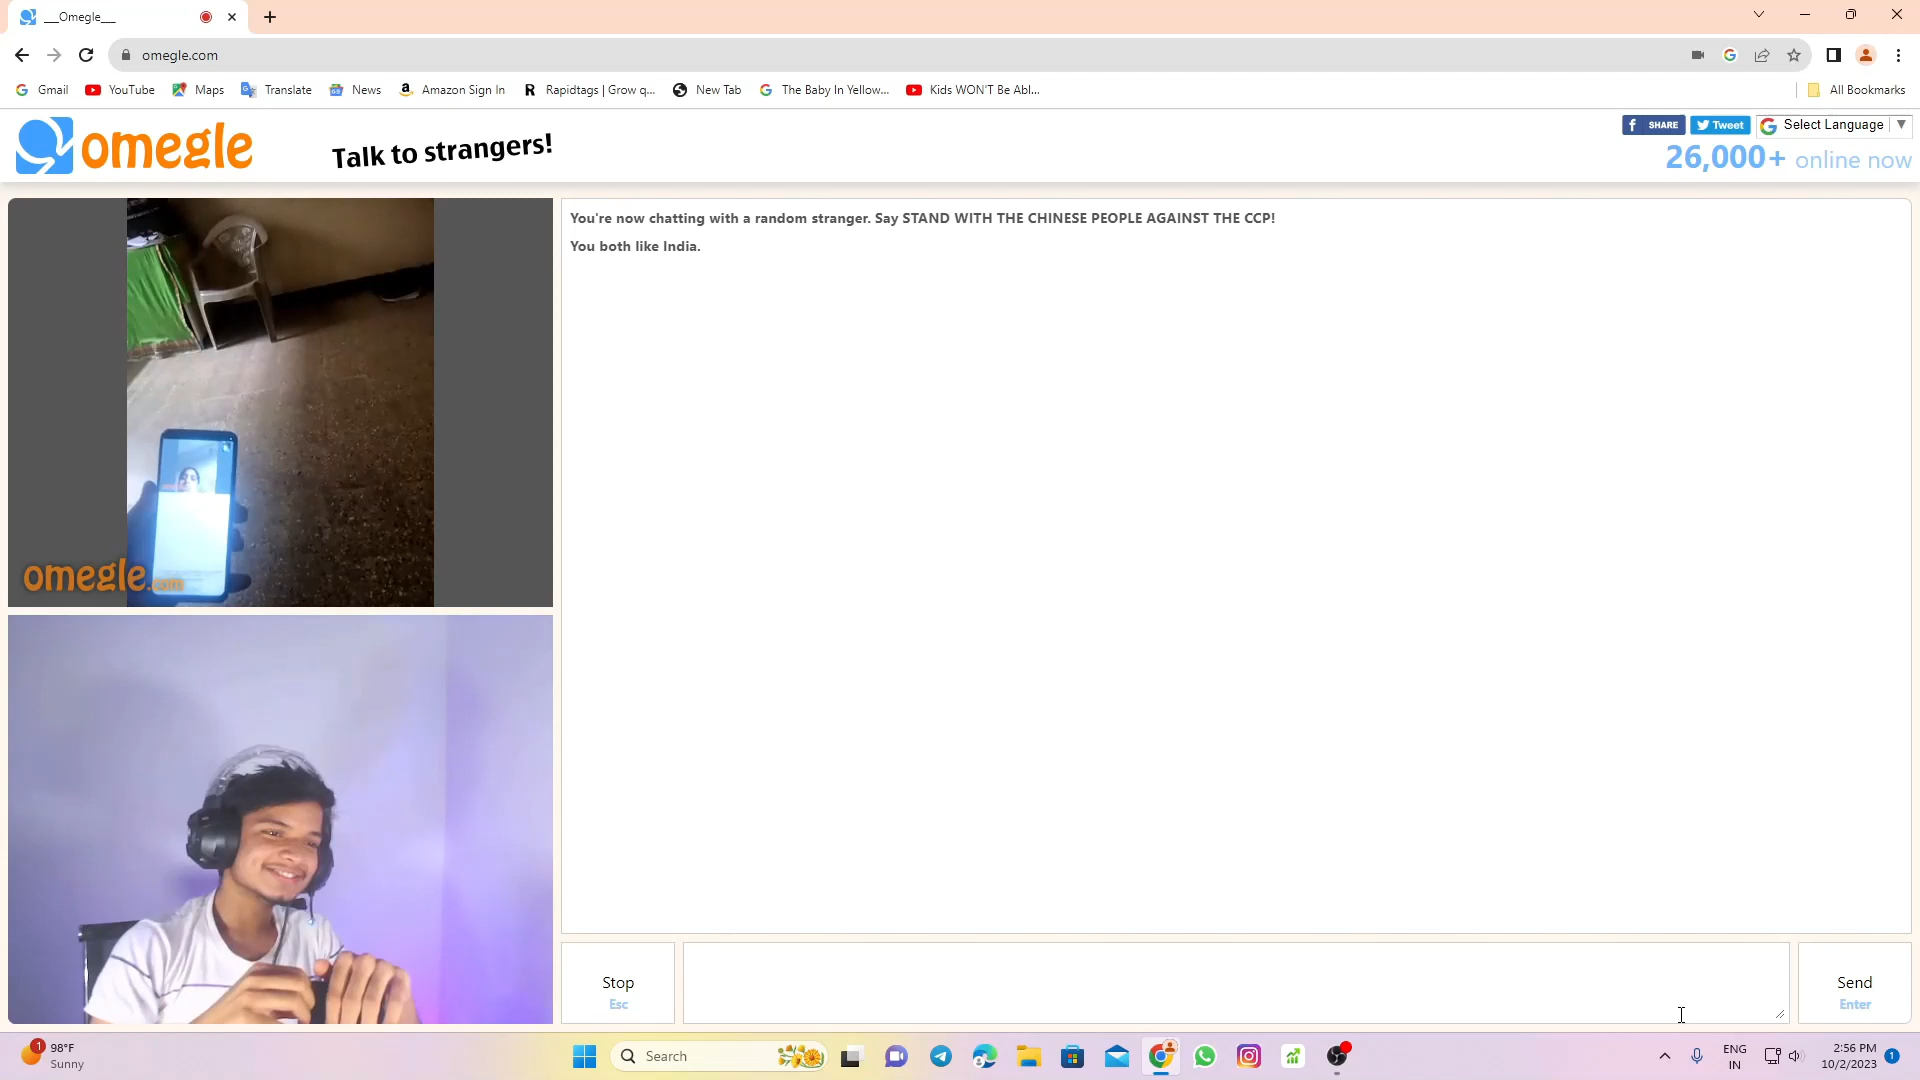 __Omegle__
omegle.com
Gmail YouTube Maps Translate News Amazon Sign In Rapidtags | Grow q... New Tab The Baby In Yellow... Kids WON'T Be Abl... All Bookmarks
omegle Talk to strangers!
SHARE Tweet Select Language
26,000+ online now
You're now chatting with a random stranger. Say STAND WITH THE CHINESE PEOPLE AGAINST THE CCP!
You both like India.
omegle.com
Stop
Esc
Send
Enter
1 98°F
Sunny
Search
ENG
IN
2:56 PM
10/2/2023
1